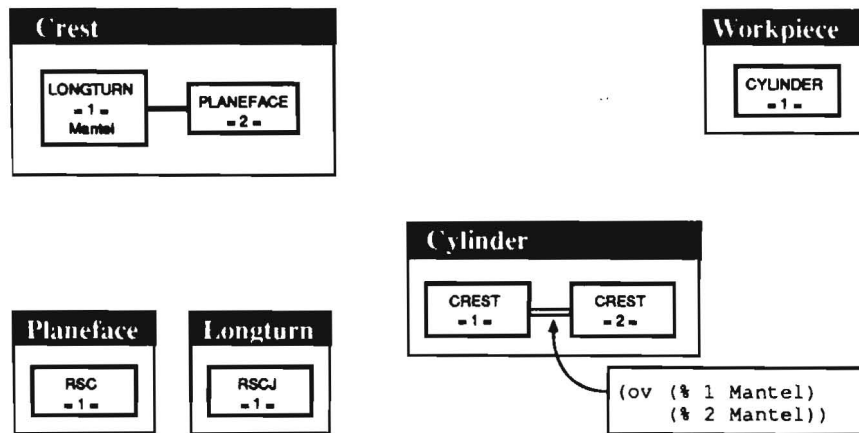 Crest
LONGTURN
= 1 =
Mantel
PLANEFACE
= 2 =
Workpiece
CYLINDER
= 1 =
Cylinder
CREST
= 1 =
CREST
= 2 =
(ov (% 1 Mantel)
(% 2 Mantel))
Planeface
RSC
= 1 =
Longturn
RSCJ
= 1 =